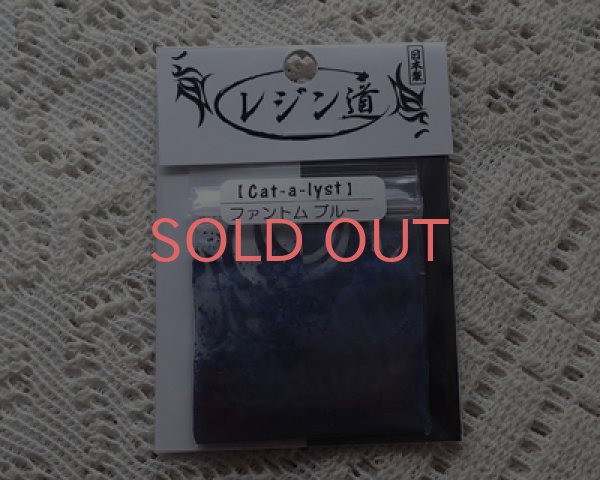 日本製
レジン道
【Cat-a-lyst】
ファントム ブルー
SOLD OUT